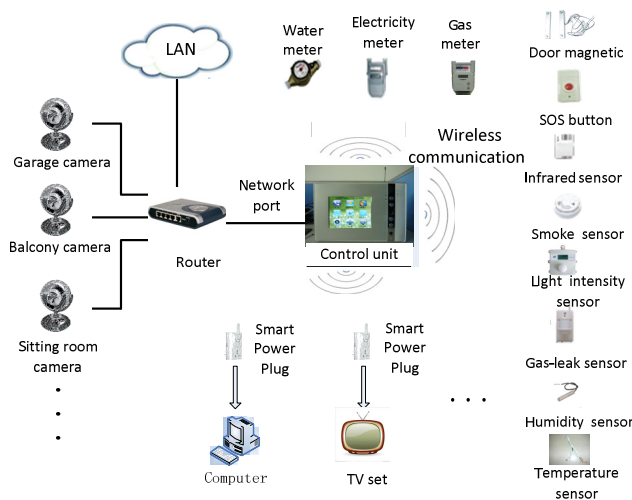 LAN
Water
meter
Electricity
meter
Gas
meter
Door magnetic
SOS button
Wireless
communication
Infrared sensor
Smoke sensor
Light intensity
sensor
Gas-leak sensor
Humidity sensor
Temperature
sensor
Garage camera
Balcony camera
Sitting room
camera
Router
Network
port
Control unit
Smart
Power
Plug
Smart
Power
Plug
Computer
TV set